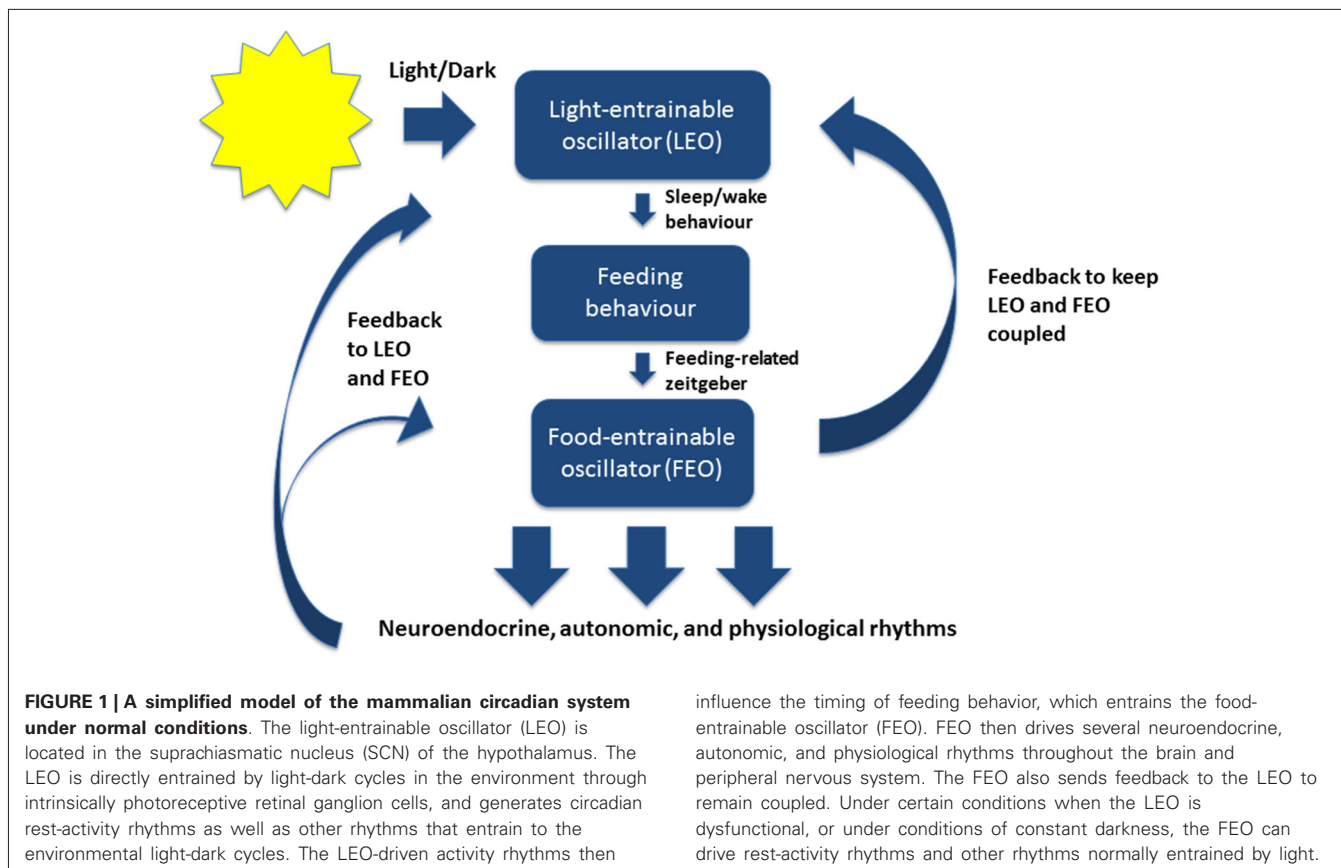 Light/Dark
Light-entrainable
oscillator (LEO)
Sleep/wake
behaviour
Feeding
behaviour
Feedback to keep
LEO and FEO
coupled
Feedback
to LEO
and FEO
Feeding-related
zeitgeber
Food-entrainable
oscillator (FEO)
Neuroendocrine, autonomic, and physiological rhythms
FIGURE 1 | A simplified model of the mammalian circadian system
under normal conditions. The light-entrainable oscillator (LEO) is
located in the suprachiasmatic nucleus (SCN) of the hypothalamus. The
LEO is directly entrained by light-dark cycles in the environment through
intrinsically photoreceptive retinal ganglion cells, and generates circadian
rest-activity rhythms as well as other rhythms that entrain to the
environmental light-dark cycles. The LEO-driven activity rhythms then
influence the timing of feeding behavior, which entrains the food-
entrainable oscillator (FEO). FEO then drives several neuroendocrine,
autonomic, and physiological rhythms throughout the brain and
peripheral nervous system. The FEO also sends feedback to the LEO to
remain coupled. Under certain conditions when the LEO is
dysfunctional, or under conditions of constant darkness, the FEO can
drive rest-activity rhythms and other rhythms normally entrained by light.